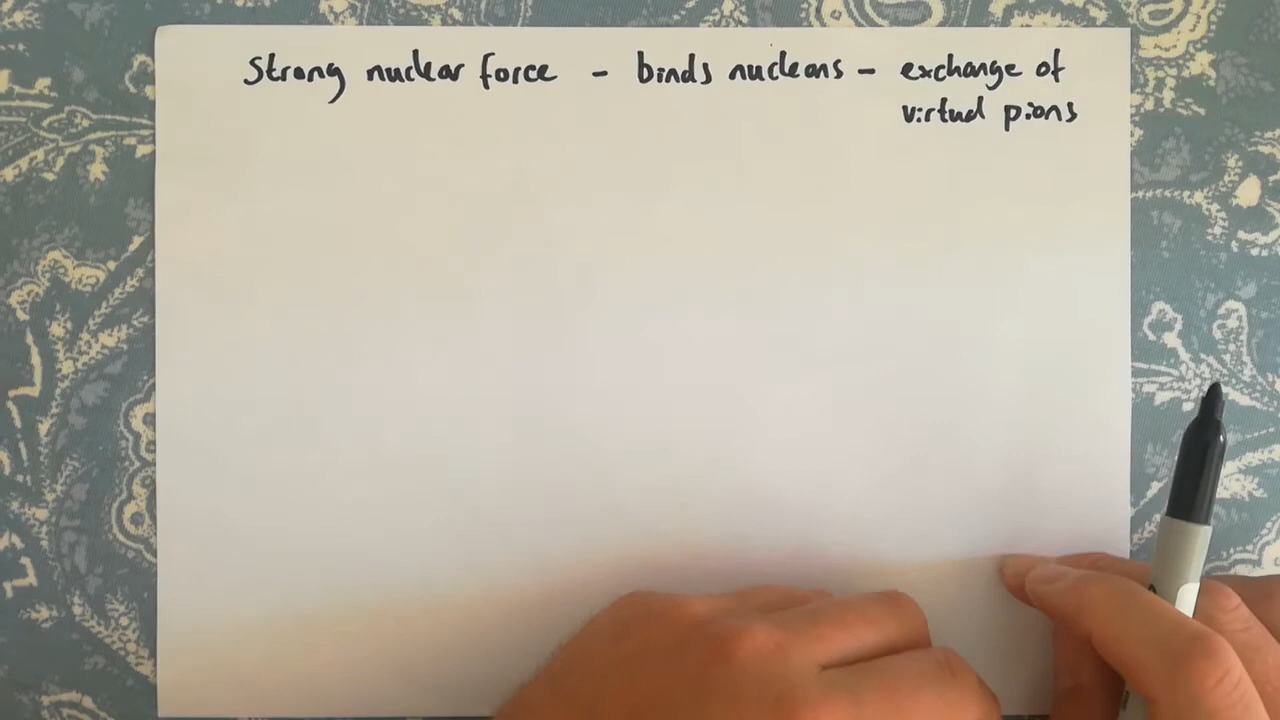 Strong nuclear force - binds nucleons - exchange of
virtual pions